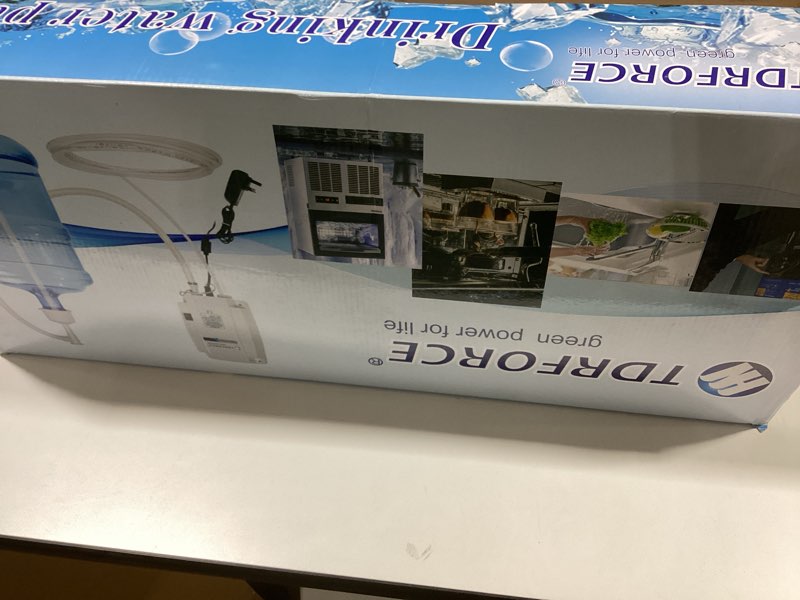 TDRFORCE®
green power for life
TDRFORCE®
green power for life
Drinking water